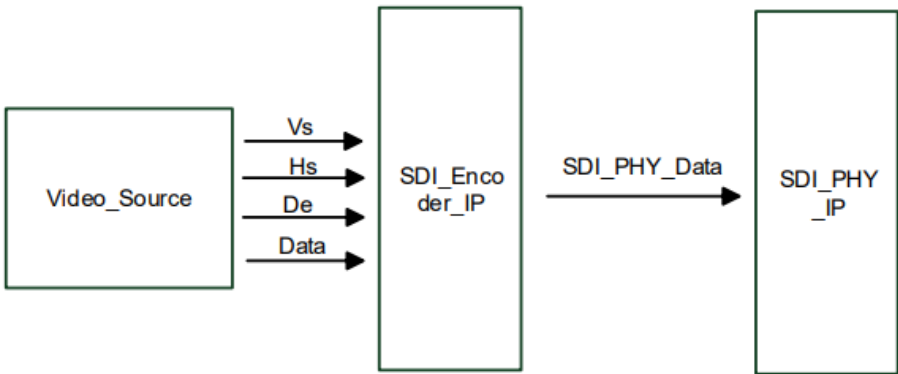 Video_Source
Vs
Hs
De
Data
SDI_Enco
der_IP
SDI_PHY_Data
SDI_PHY
_IP